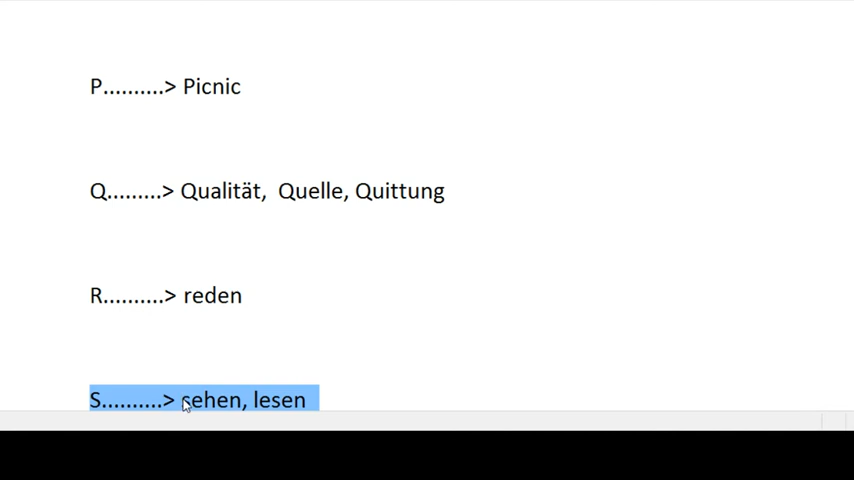 P..........> Picnic
Q.........> Qualität,  Quelle, Quittung
R..........> reden
S..........> sehen, lesen